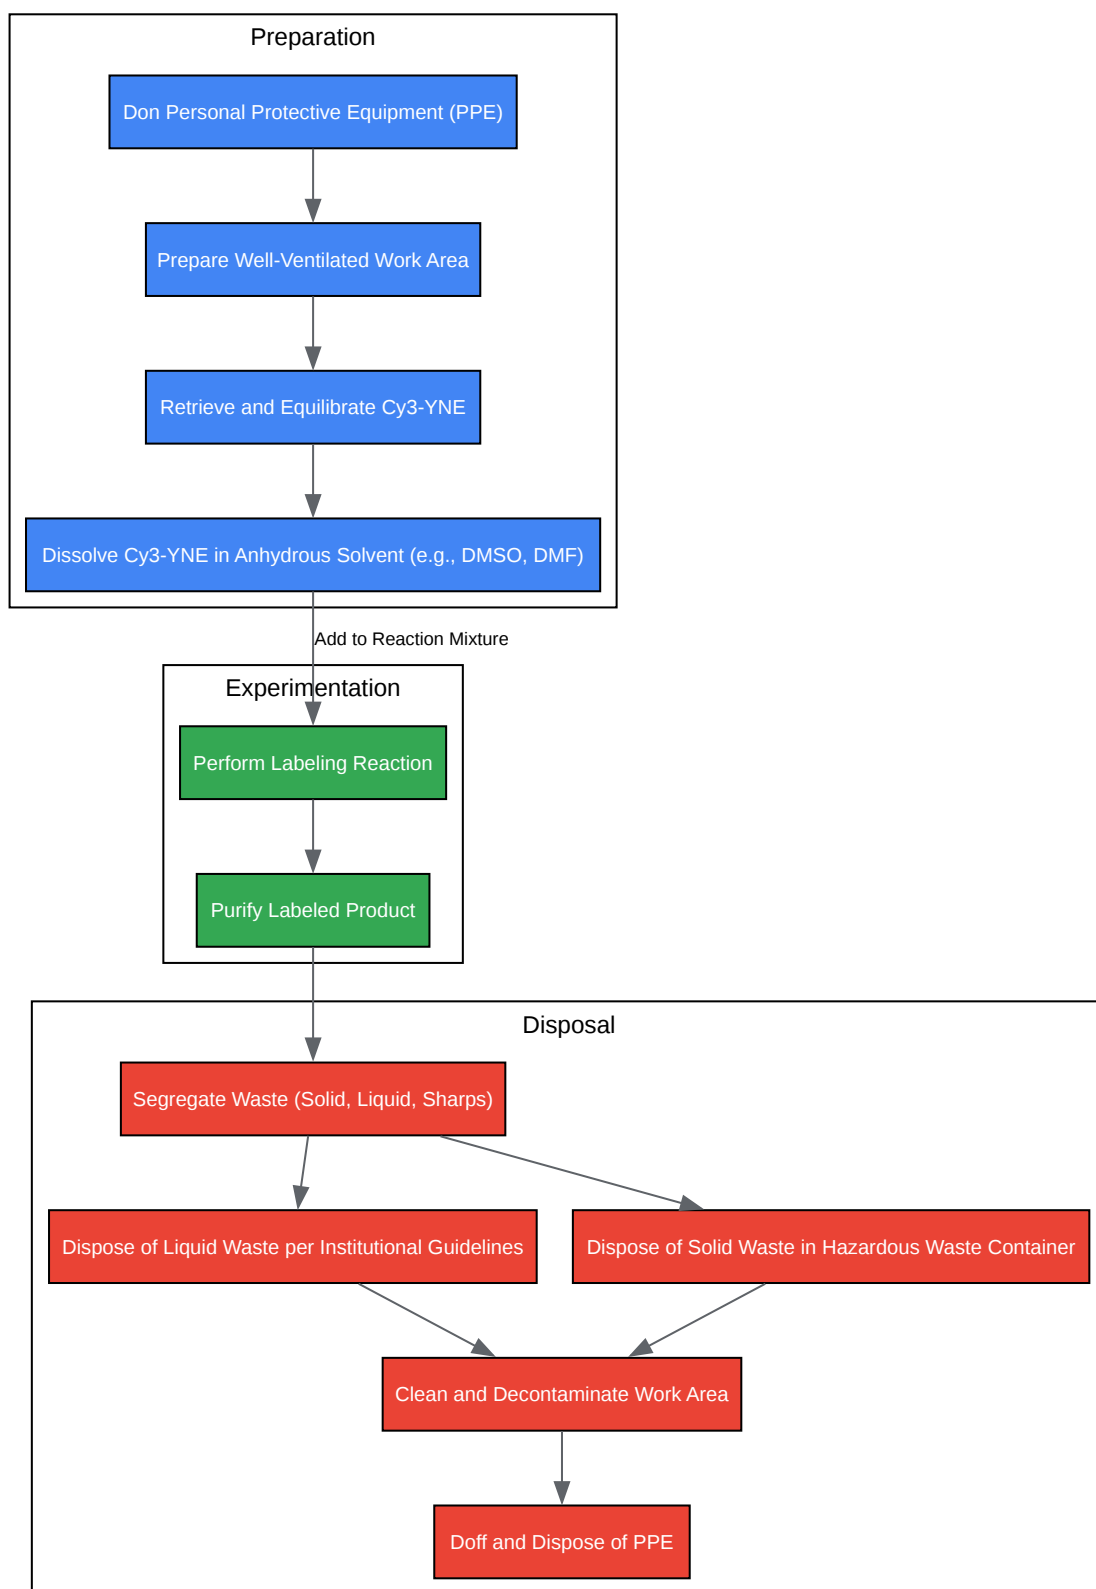 Preparation
Don Personal Protective Equipment (PPE)
Prepare Well-Ventilated Work Area
Retrieve and Equilibrate Cy3-YNE
Dissolve Cy3-YNE in Anhydrous Solvent (e.g., DMSO, DMF)
Add to Reaction Mixture
Experimentation
Perform Labeling Reaction
Purify Labeled Product
Disposal
Segregate Waste (Solid, Liquid, Sharps)
Dispose of Liquid Waste per Institutional Guidelines
Dispose of Solid Waste in Hazardous Waste Container
Clean and Decontaminate Work Area
Doff and Dispose of PPE